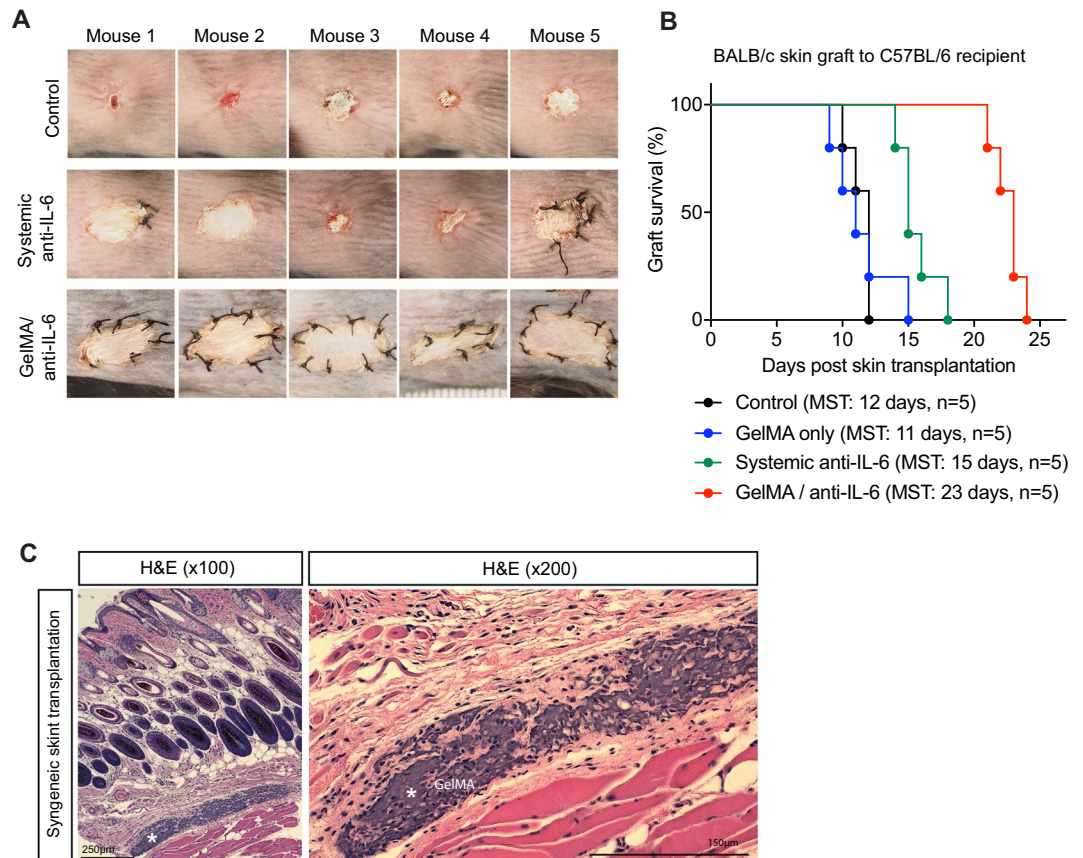 A
Mouse 1 Mouse 2 Mouse 3 Mouse 4 Mouse 5
Control
Systemic
anti-IL-6
GelMA/
anti-IL-6
B
BALB/c skin graft to C57BL/6 recipient
Graft survival (%)
100
50
0
0 5 10 15 20 25
Days post skin transplantation
Control (MST: 12 days, n=5)
GelMA only (MST: 11 days, n=5)
Systemic anti-IL-6 (MST: 15 days, n=5)
GelMA / anti-IL-6 (MST: 23 days, n=5)
C
H&E (x100) H&E (x200)
Syngeneic skint transplantation
* GelMA
*
250µm 150µm